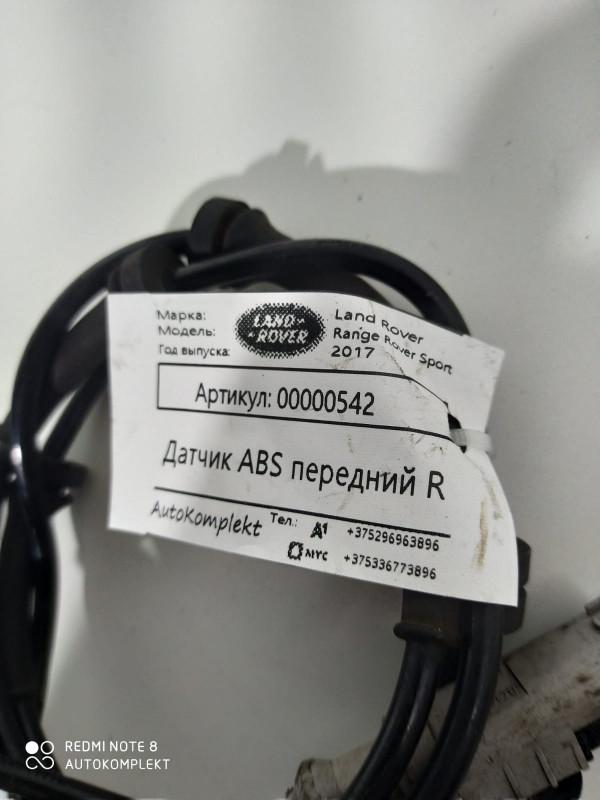 Марка:
Модель:
Год выпуска:
LAND-
-ROVER
Land Rover
Range Rover Sport
2017
Артикул: 00000542
Датчик ABS передний R
AutoKomplekt
Тел.:
A1
+375296963896
МТС
+375336773896
REDMI NOTE 8
AUTOKOMPLEKT